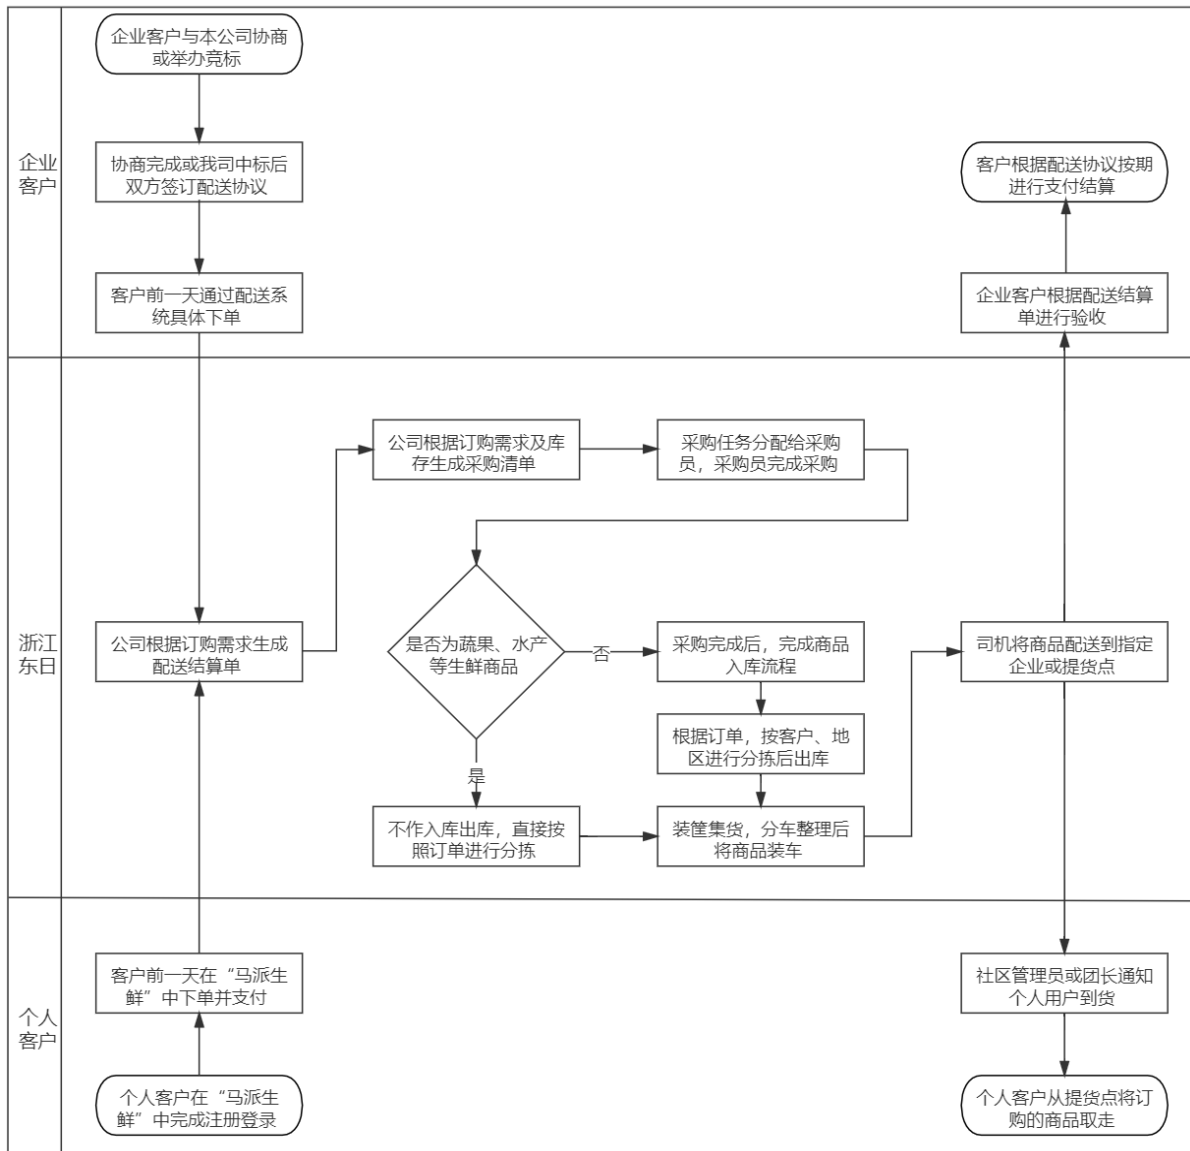 企业客户与本公司协商
或举办竞标
企业
客户
协商完成或我司中标后
双方签订配送协议
客户根据配送协议按期
进行支付结算
客户前一天通过配送系
统具体下单
企业客户根据配送结算
单进行验收
浙江
东日
公司根据订购需求及库
存生成采购清单
采购任务分配给采购
员，采购员完成采购
公司根据订购需求生成
配送结算单
是否为蔬果、水产
等生鲜商品
否
采购完成后，完成商品
入库流程
司机将商品配送到指定
企业或提货点
根据订单，按客户、地
区进行分拣后出库
是
不作入库出库，直接按
照订单进行分拣
装筐集货，分车整理后
将商品装车
个人
客户
客户前一天在“马派生
鲜”中下单并支付
社区管理员或团长通知
个人用户到货
个人客户在“马派生
鲜”中完成注册登录
个人客户从提货点将订
购的商品取走